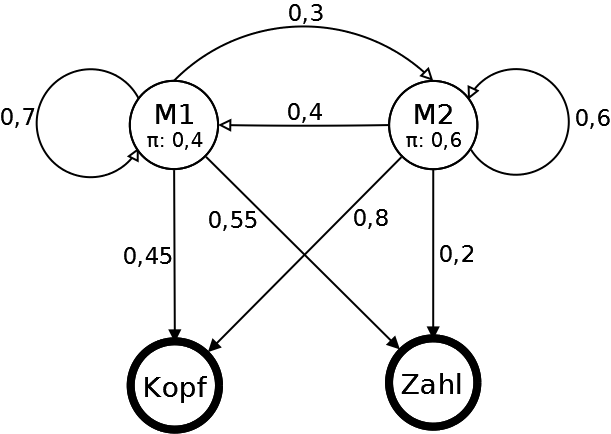 0,3
0,7
M1
π: 0,4
0,4
M2
π: 0,6
0,6
0,55
0,8
0,45
0,2
Kopf
Zahl